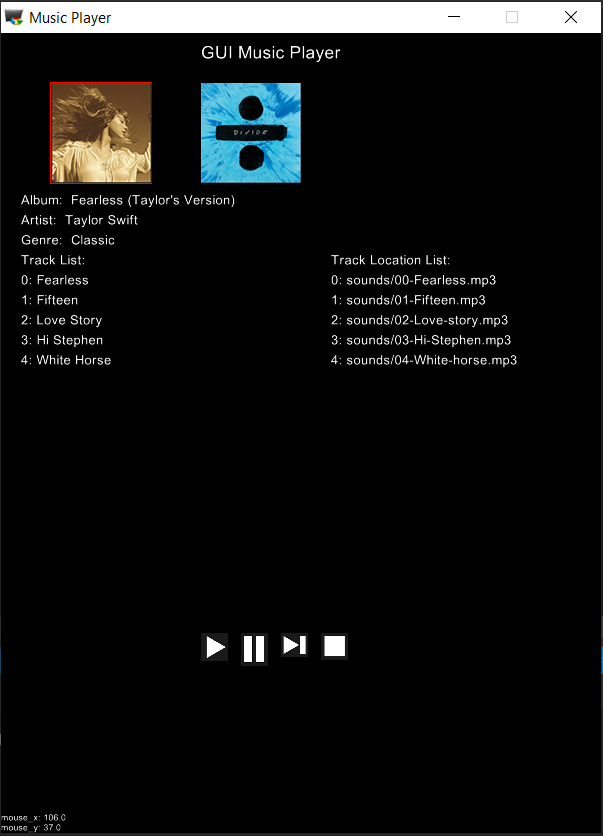 Music Player
GUI Music Player
DIVIDE
Album:  Fearless (Taylor's Version)
Artist:  Taylor Swift
Genre:  Classic
Track List:
0: Fearless
1: Fifteen
2: Love Story
3: Hi Stephen
4: White Horse
Track Location List:
0: sounds/00-Fearless.mp3
1: sounds/01-Fifteen.mp3
2: sounds/02-Love-story.mp3
3: sounds/03-Hi-Stephen.mp3
4: sounds/04-White-horse.mp3
mouse_x: 106.0
mouse_y: 37.0